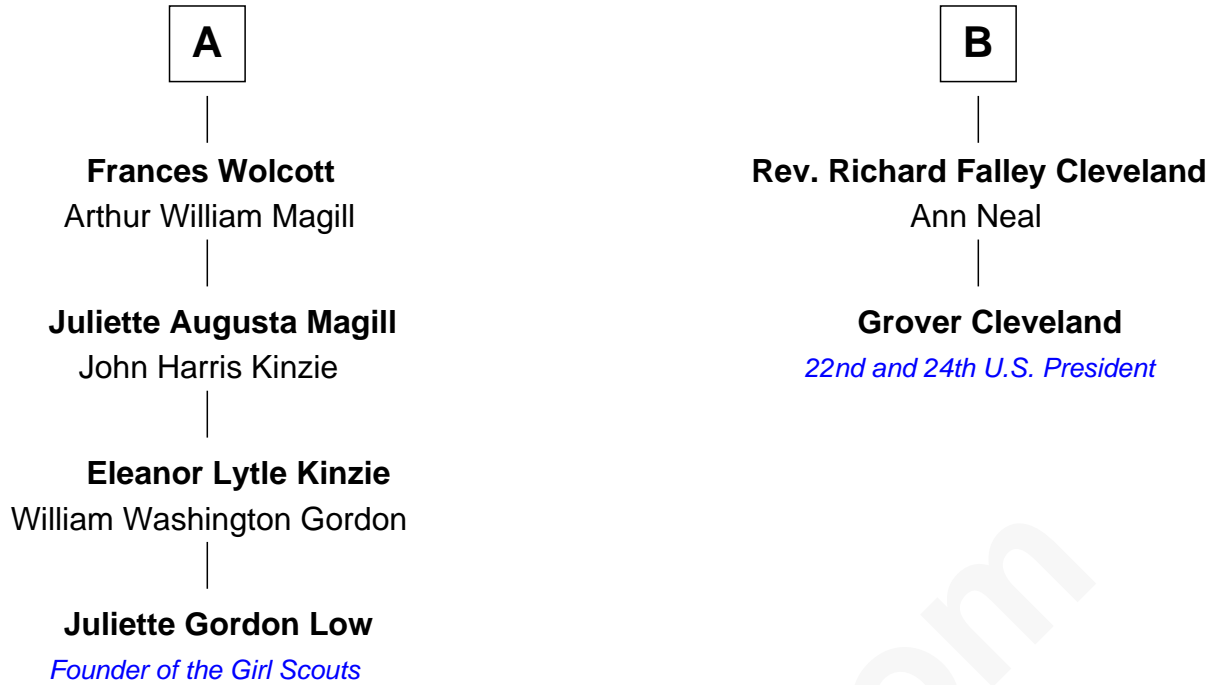 A
Frances Wolcott
Arthur William Magill
Juliette Augusta Magill
John Harris Kinzie
Eleanor Lytle Kinzie
William Washington Gordon
Juliette Gordon Low
Founder of the Girl Scouts
B
Rev. Richard Falley Cleveland
Ann Neal
Grover Cleveland
22nd and 24th U.S. President
om